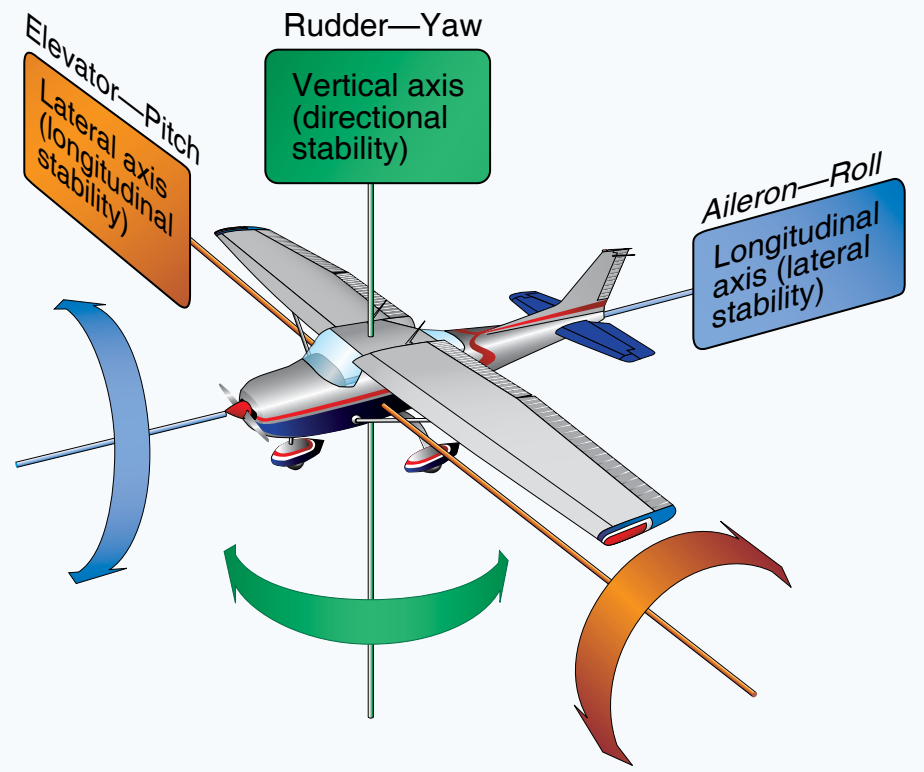 Elevator—Pitch
Lateral axis
(longitudinal
stability)
Rudder—Yaw
Vertical axis
(directional
stability)
Aileron—Roll
Longitudinal
axis (lateral
stability)